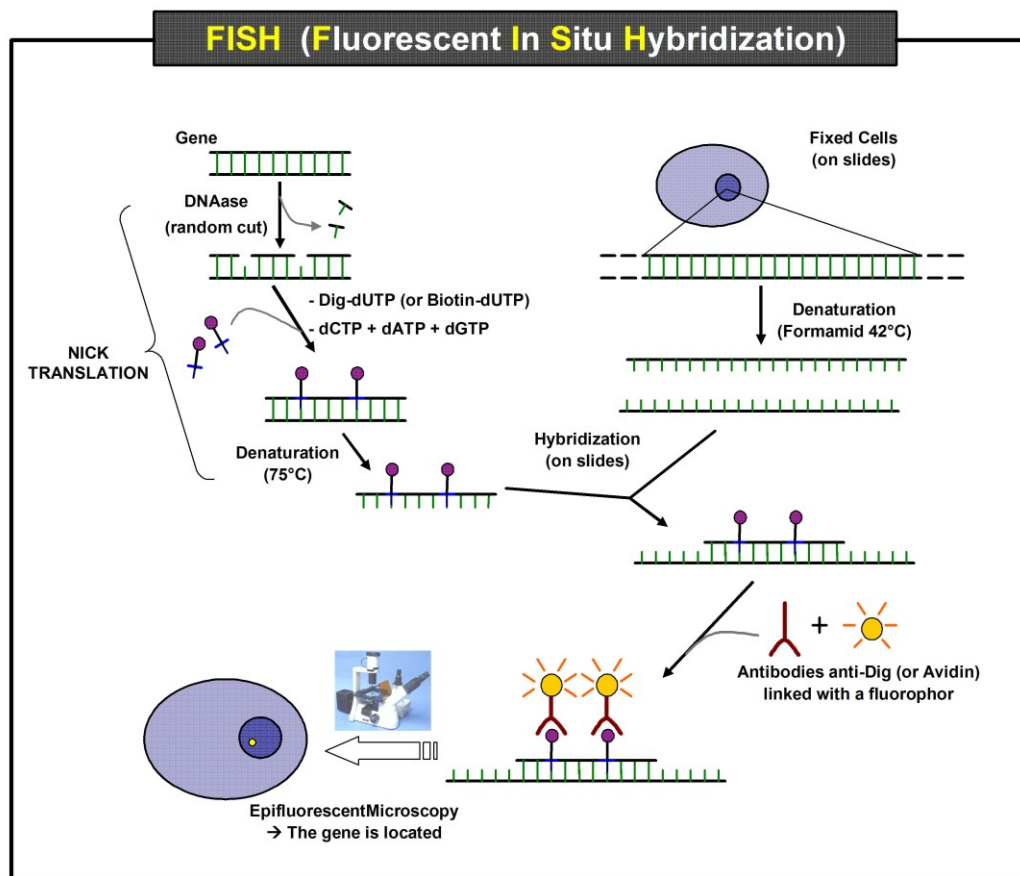 FISH (Fluorescent In Situ Hybridization)
Gene
DNAase
(random cut)
- Dig-dUTP (or Biotin-dUTP)
- dCTP + dATP + dGTP
NICK
TRANSLATION
Denaturation
(75°C)
Fixed Cells
(on slides)
Denaturation
(Formamid 42°C)
Hybridization
(on slides)
+
Antibodies anti-Dig (or Avidin)
linked with a fluorophor
EpifluorescentMicroscopy
→ The gene is located